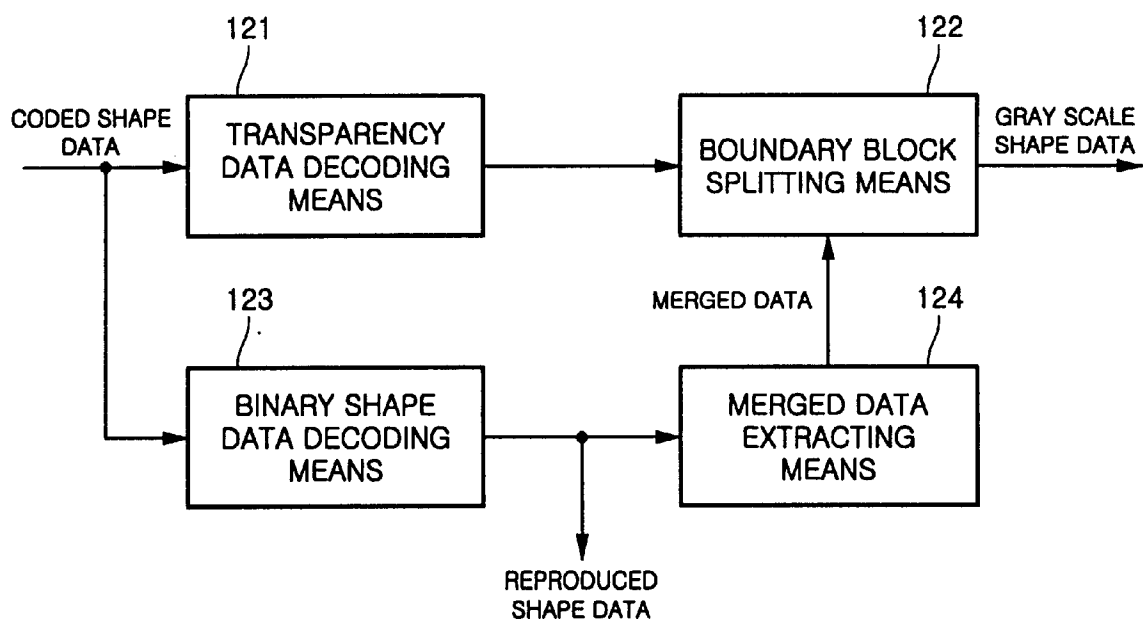 121
122
CODED SHAPE
DATA
TRANSPARENCY
DATA DECODING
MEANS
BOUNDARY BLOCK
SPLITTING MEANS
GRAY SCALE
SHAPE DATA
123
MERGED DATA
124
BINARY SHAPE
DATA DECODING
MEANS
MERGED DATA
EXTRACTING
MEANS
REPRODUCED
SHAPE DATA